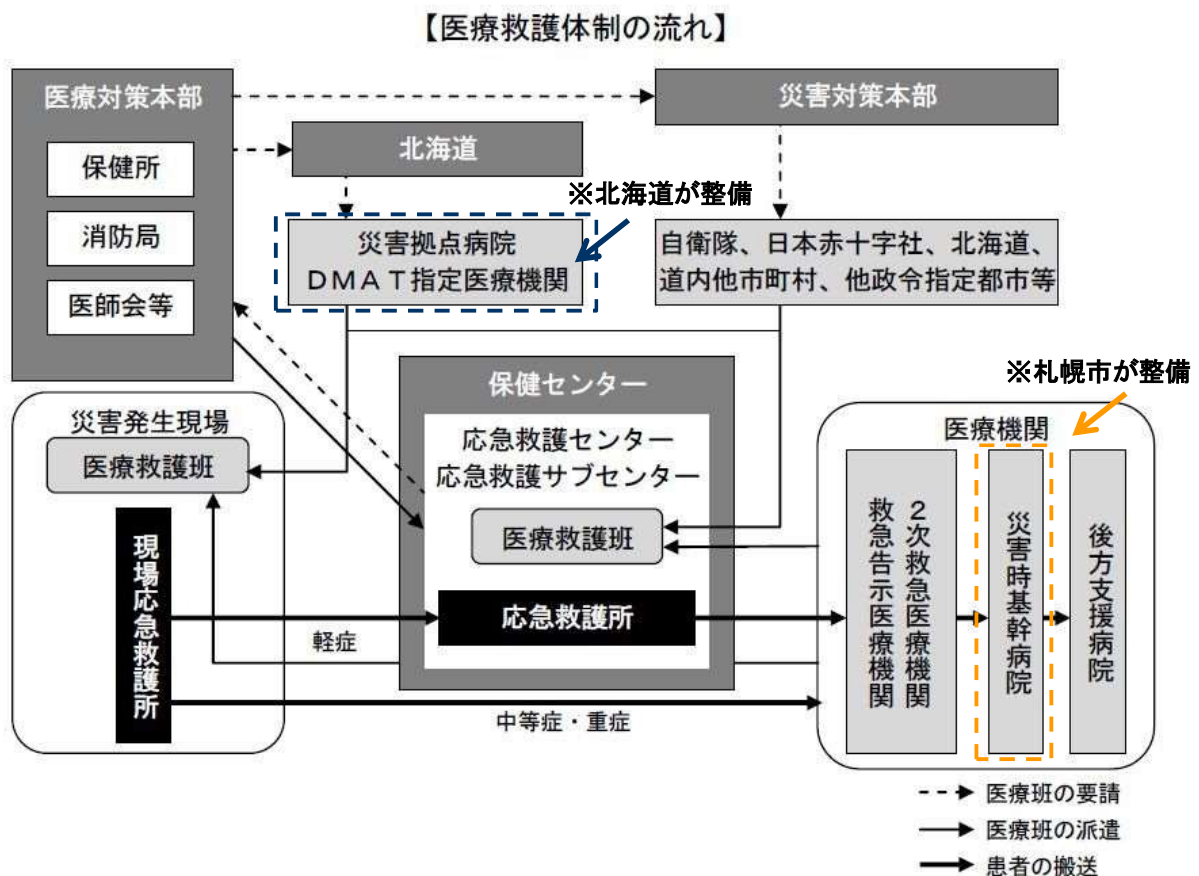 【医療救護体制の流れ】
医療対策本部
保健所
消防局
医師会等
災害対策本部
北海道
※北海道が整備
災害拠点病院
ＤＭＡＴ指定医療機関
自衛隊、日本赤十字社、北海道、
道内他市町村、他政令指定都市等
保健センター
応急救護センター
応急救護サブセンター
医療救護班
応急救護所
災害発生現場
医療救護班
現場応急救護所
軽症
中等症・重症
※札幌市が整備
医療機関
２次救急医療機関
救急告示医療機関
災害時基幹病院
後方支援病院
医療班の要請
医療班の派遣
患者の搬送